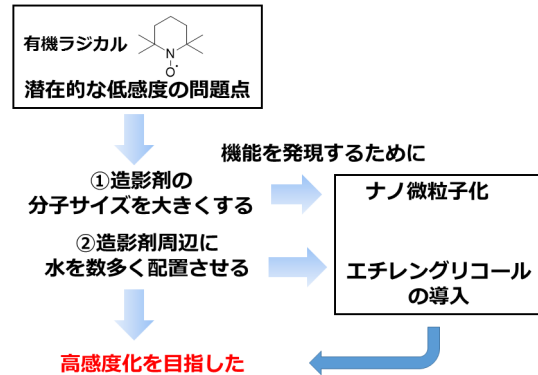 有機ラジカル
N
O・
潜在的な低感度の問題点
機能を発現するために
①造影剤の
分子サイズを大きくする
ナノ微粒子化
②造影剤周辺に
水を数多く配置させる
エチレングリコール
の導入
高感度化を目指した